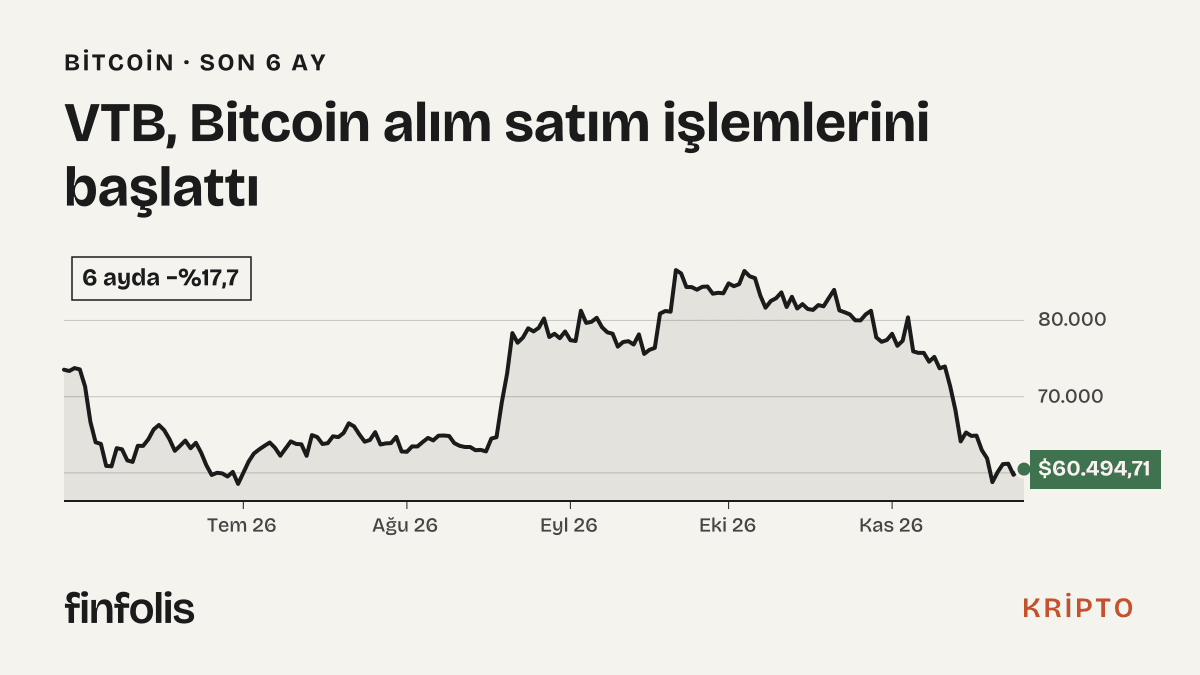 BİTCOİN · SON 6 AY
VTB, Bitcoin alım satım işlemlerini
başlattı
6 ayda −%17,7
80.000
70.000
$60.494,71
Tem 26
Ağu 26
Eyl 26
Eki 26
Kas 26
finfolis
KRİPTO